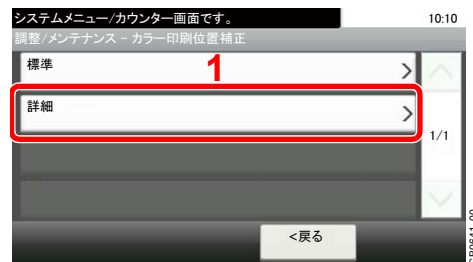 システムメニュー/カウンター画面です。
10:10
調整/メンテナンス - カラー印刷位置補正
標準
1
詳細
1/1
<戻る